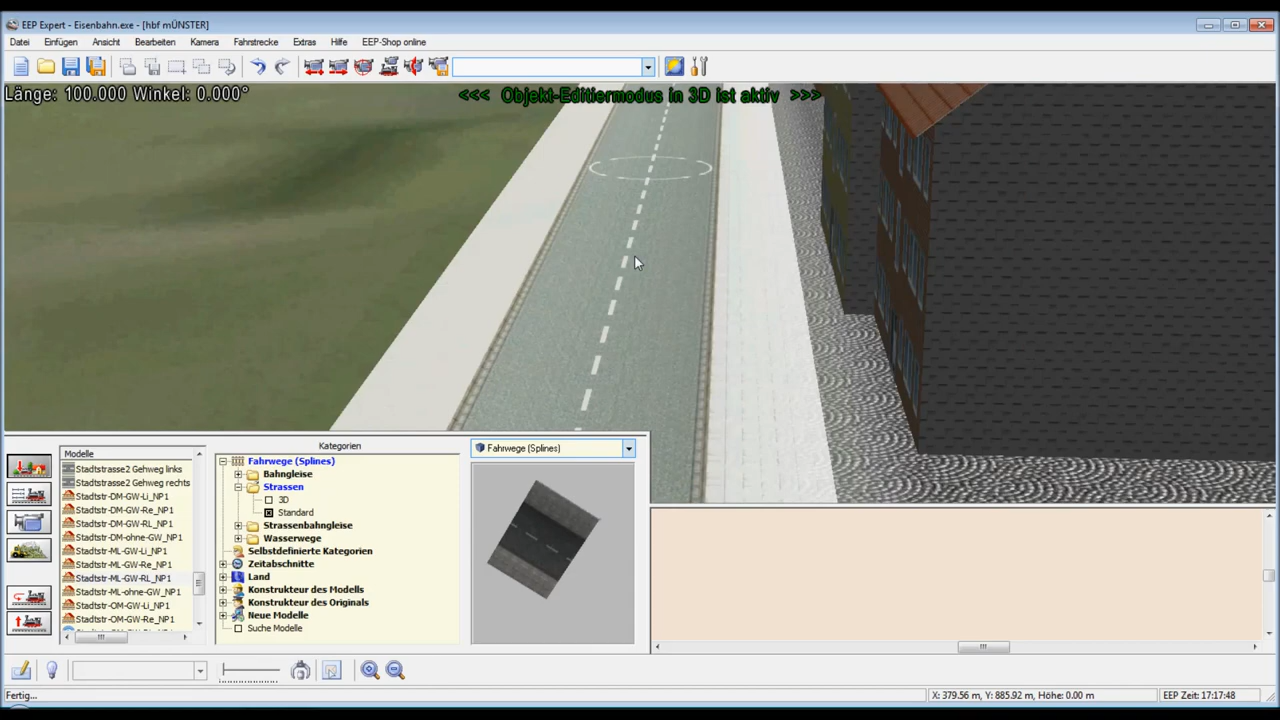 EEP Expert - Eisenbahn.exe - [hbf mÜNSTER]
Datei Einfügen Ansicht Bearbeiten Kamera Fahrstrecke Extras Hilfe EEP-Shop online
Länge: 100.000 Winkel: 0.000°
<<< Objekt-Editiermodus in 3D ist aktiv >>>
Modelle
Stadtstrasse2 Gehweg links
Stadtstrasse2 Gehweg rechts
Stadtstr-DM-GW-Li_NP1
Stadtstr-DM-GW-Re_NP1
Stadtstr-DM-GW-RL_NP1
Stadtstr-DM-ohne-GW_NP1
Stadtstr-ML-GW-Li_NP1
Stadtstr-ML-GW-Re_NP1
Stadtstr-ML-GW-RL_NP1
Stadtstr-ML-ohne-GW_NP1
Stadtstr-OM-GW-Li_NP1
Stadtstr-OM-GW-Re_NP1
Kategorien
Fahrwege (Splines)
Bahngleise
Strassen
3D
Standard
Strassenbahngleise
Wasserwege
Selbstdefinierte Kategorien
Zeitabschnitte
Land
Konstrukteur des Modells
Konstrukteur des Originals
Neue Modelle
Suche Modelle
Fahrwege (Splines)
Fertig...
X: 379.56 m, Y: 885.92 m, Höhe: 0.00 m
EEP Zeit: 17:17:48